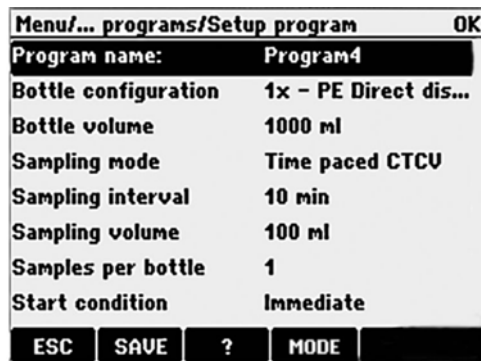 Menu/... programs/Setup program OK
Program name: Program4
Bottle configuration 1x - PE Direct dis...
Bottle volume 1000 ml
Sampling mode Time paced CTCV
Sampling interval 10 min
Sampling volume 100 ml
Samples per bottle 1
Start condition Immediate
ESC SAVE ? MODE